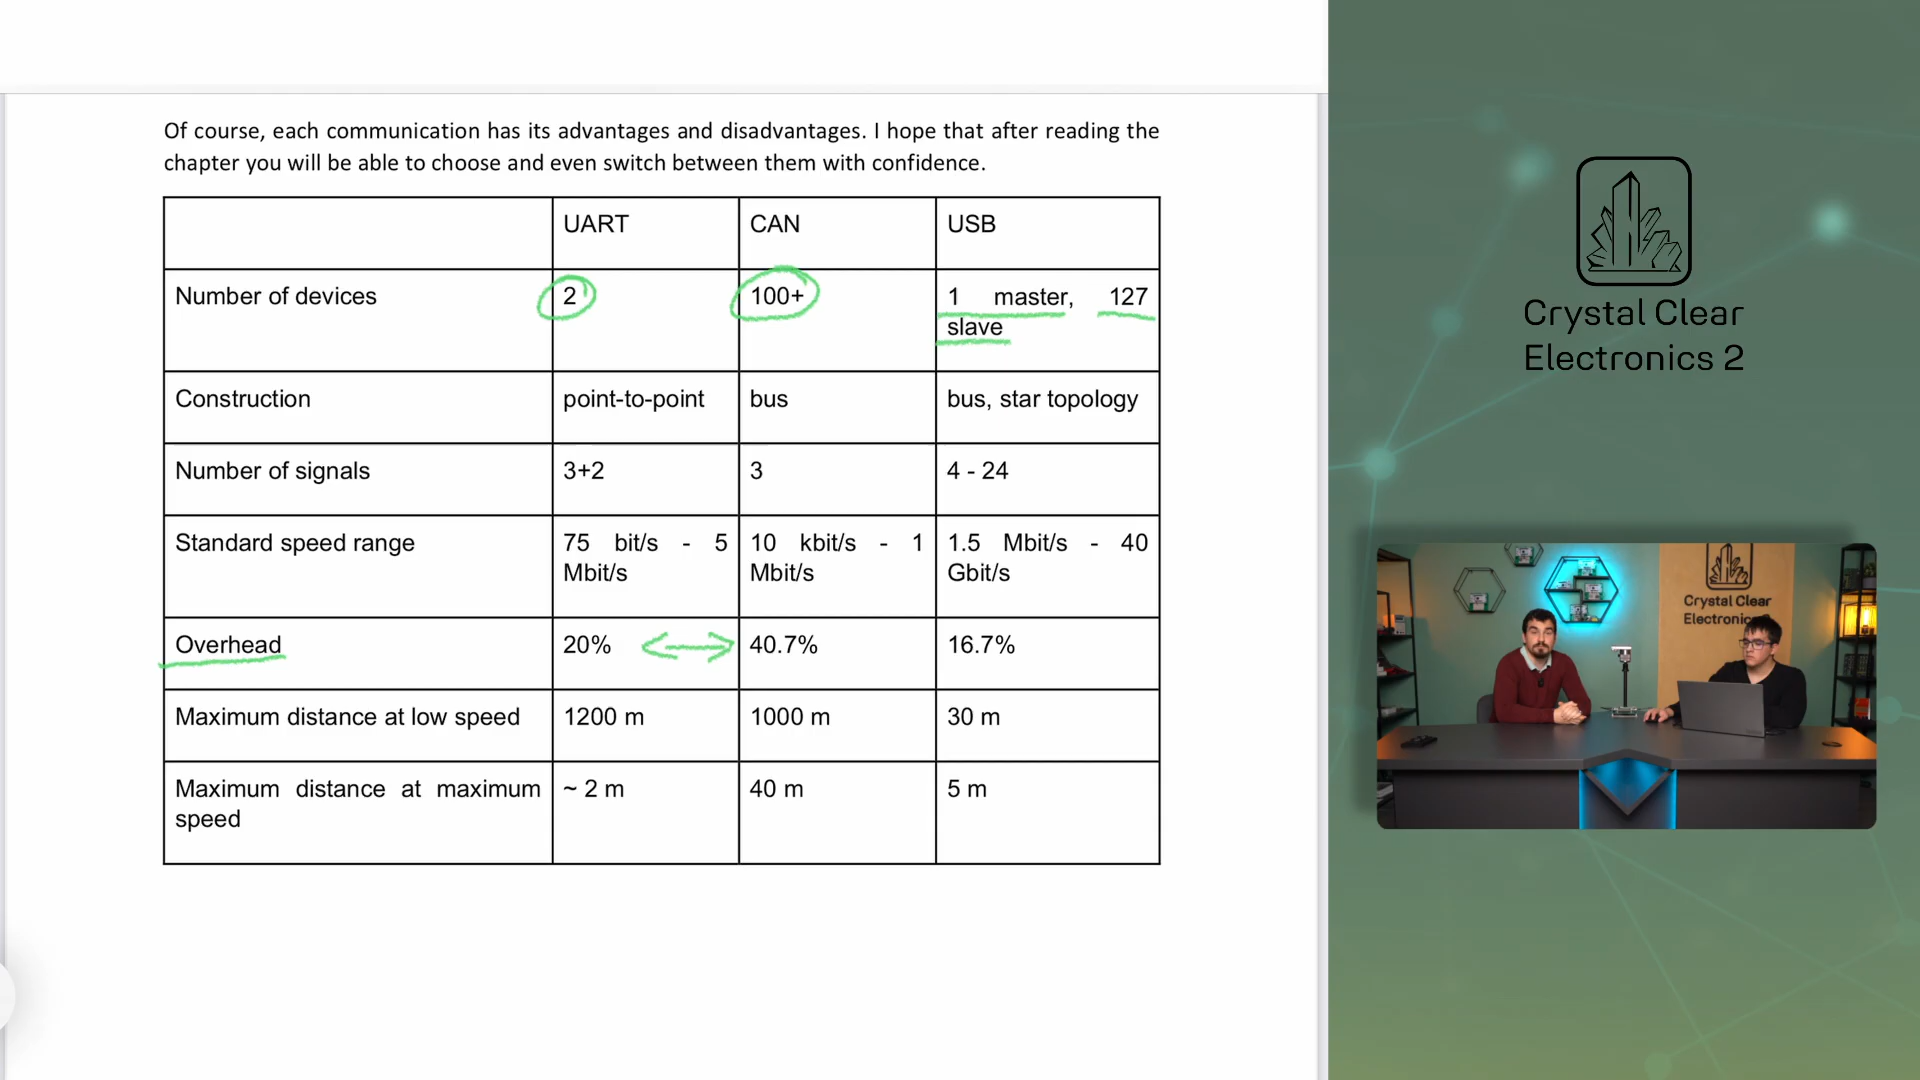 Of course, each communication has its advantages and disadvantages. I hope that after reading the
chapter you will be able to choose and even switch between them with confidence.
UART CAN USB
Number of devices 2 100+ 1 master, 127
slave
Construction point-to-point bus bus, star topology
Number of signals 3+2 3 4 - 24
Standard speed range 75 bit/s - 5 10 kbit/s - 1 1.5 Mbit/s - 40
Mbit/s Mbit/s Gbit/s
Overhead 20% 40.7% 16.7%
Maximum distance at low speed 1200 m 1000 m 30 m
Maximum distance at maximum ~ 2 m 40 m 5 m
speed
Crystal Clear
Electronics 2
Crystal Clear